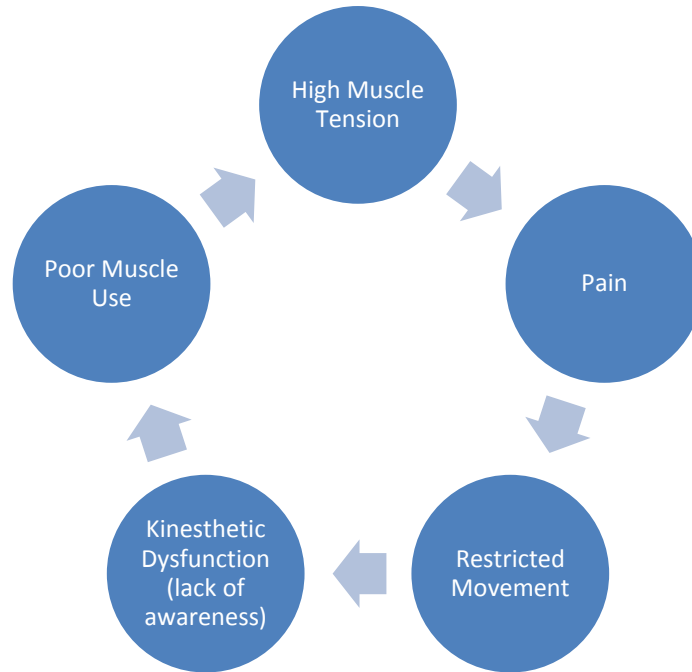 High Muscle
Tension
Pain
Restricted
Movement
Kinesthetic
Dysfunction
(lack of
awareness)
Poor Muscle
Use